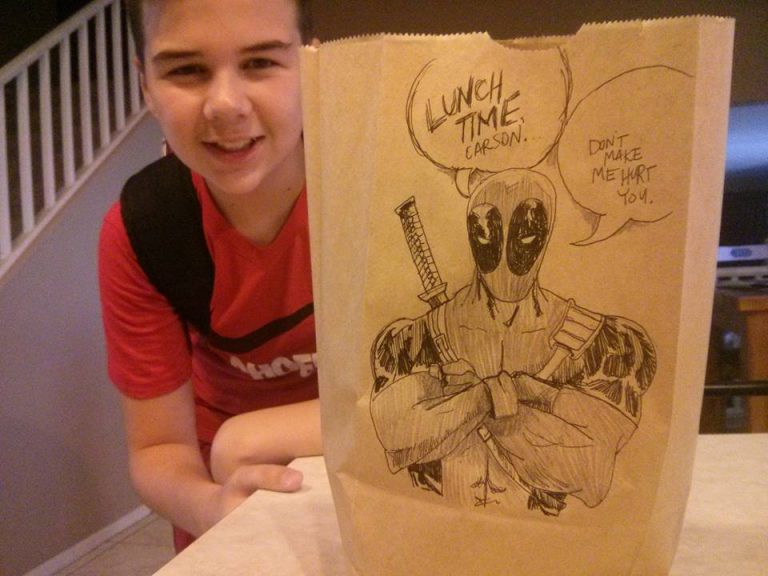 LUNCH
TIME,
CARSON...
DON'T
MAKE
ME HURT
YOU.